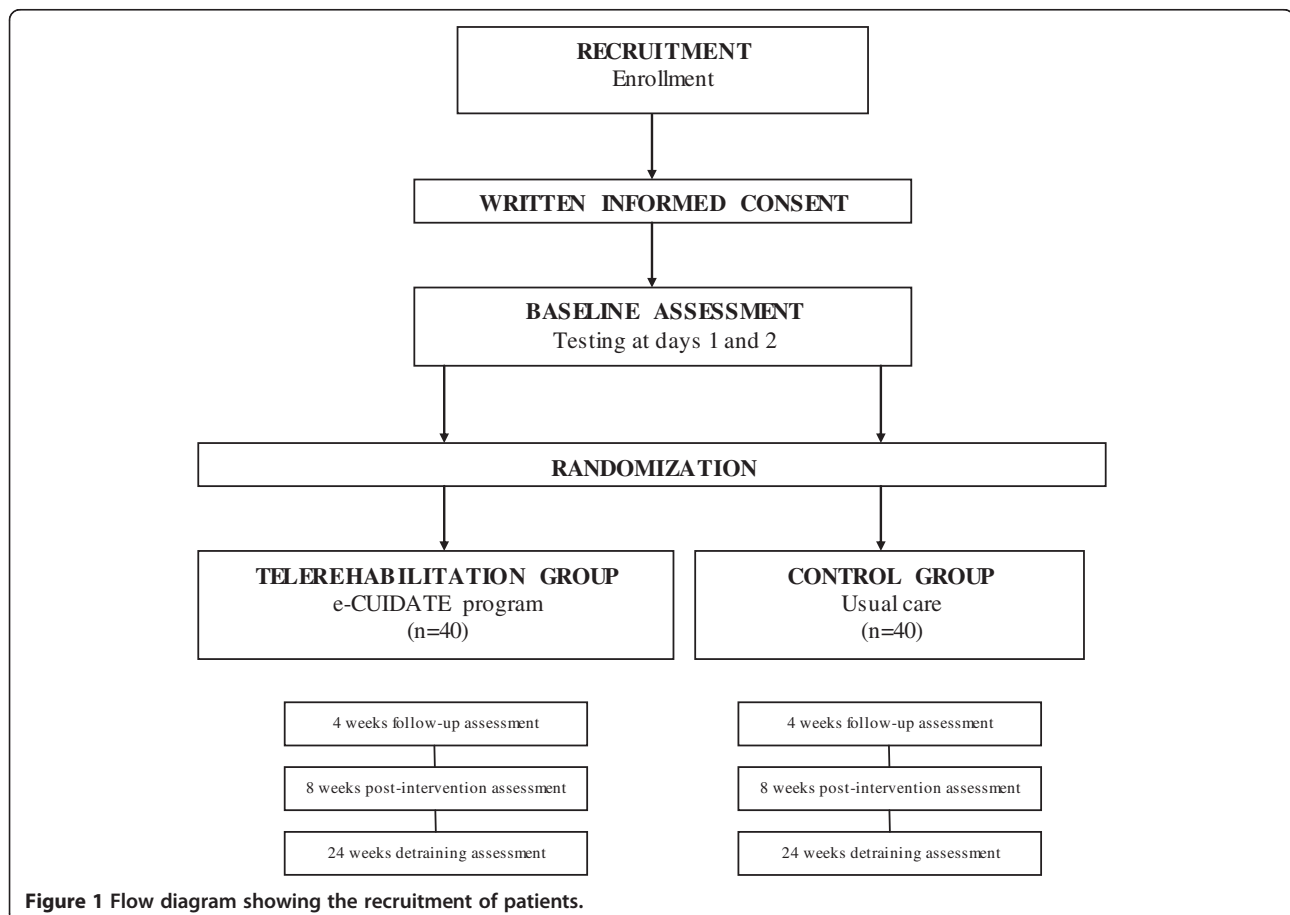 RECRUITMENT
Enrollment
WRITTEN INFORMED CONSENT
BASELINE ASSESSMENT
Testing at days 1 and 2
RANDOMIZATION
TELEREHABILITATION GROUP
e-CUIDATE program
(n=40)
CONTROL GROUP
Usual care
(n=40)
4 weeks follow-up assessment
8 weeks post-intervention assessment
24 weeks detraining assessment
4 weeks follow-up assessment
8 weeks post-intervention assessment
24 weeks detraining assessment
Figure 1 Flow diagram showing the recruitment of patients.